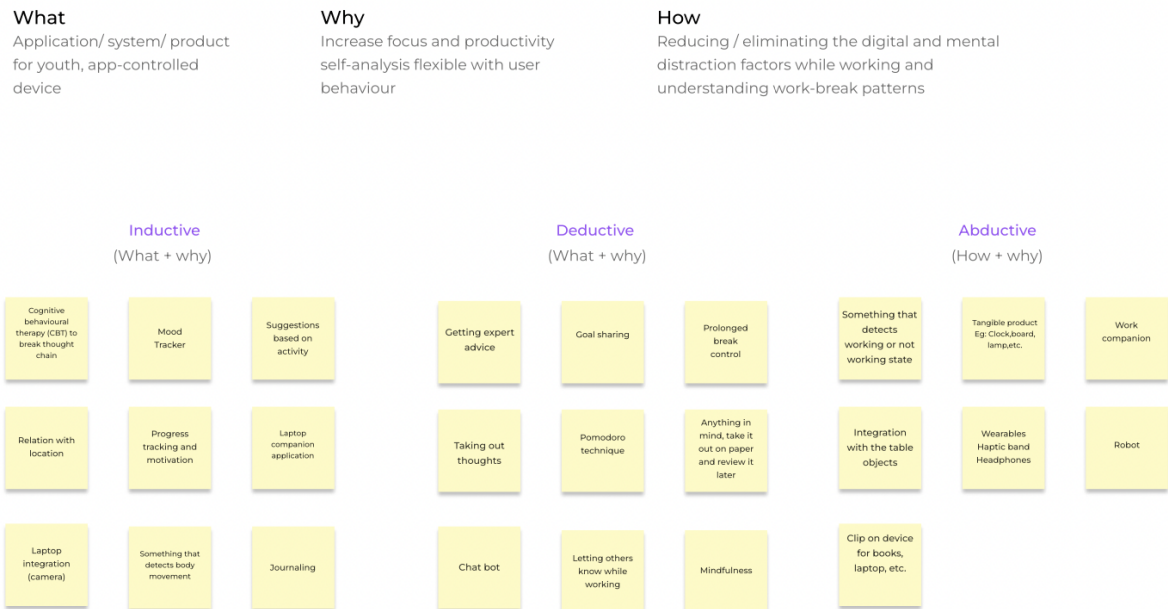 What
Application/ system/ product
for youth, app-controlled
device
Why
Increase focus and productivity
self-analysis flexible with user
behaviour
How
Reducing / eliminating the digital and mental
distraction factors while working and
understanding work-break patterns
Inductive
(What + why)
Cognitive
behavioural
therapy (CBT) to
break thought
chain
Mood
Tracker
Suggestions
based on
activity
Relation with
location
Progress
tracking and
motivation
Laptop
companion
application
Laptop
integration
(camera)
Something that
detects body
movement
Journaling
Deductive
(What + why)
Getting expert
advice
Goal sharing
Prolonged
break
control
Taking out
thoughts
Pomodoro
technique
Anything in
mind, take it
out on paper
and review it
later
Chat bot
Letting others
know while
working
Mindfulness
Abductive
(How + why)
Something that
detects
working or not
working state
Tangible product
Eg: Clock,board,
lamp,etc.
Work
companion
Integration
with the table
objects
Wearables
Haptic band
Headphones
Robot
Clip on device
for books,
laptop, etc.